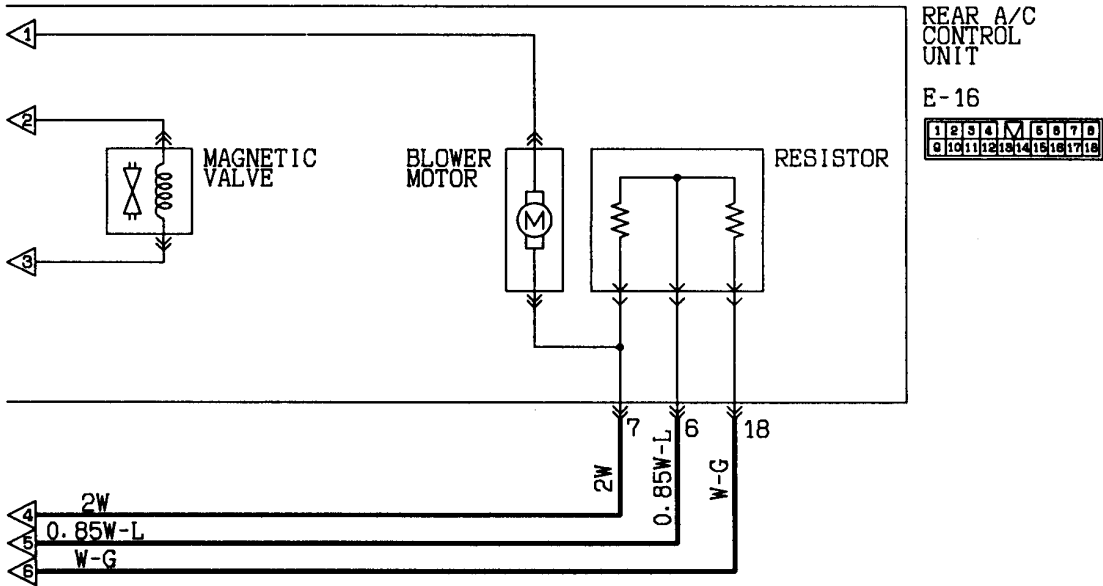 1
REAR A/C
CONTROL
UNIT
2
E-16
1 2 3 4 5 6 7 8
9 10 11 12 13 14 15 16 17 18
MAGNETIC
VALVE
BLOWER
MOTOR
RESISTOR
M
3
7 6 18
2W 0.85W-L W-G
4 2W
5 0.85W-L
6 W-G